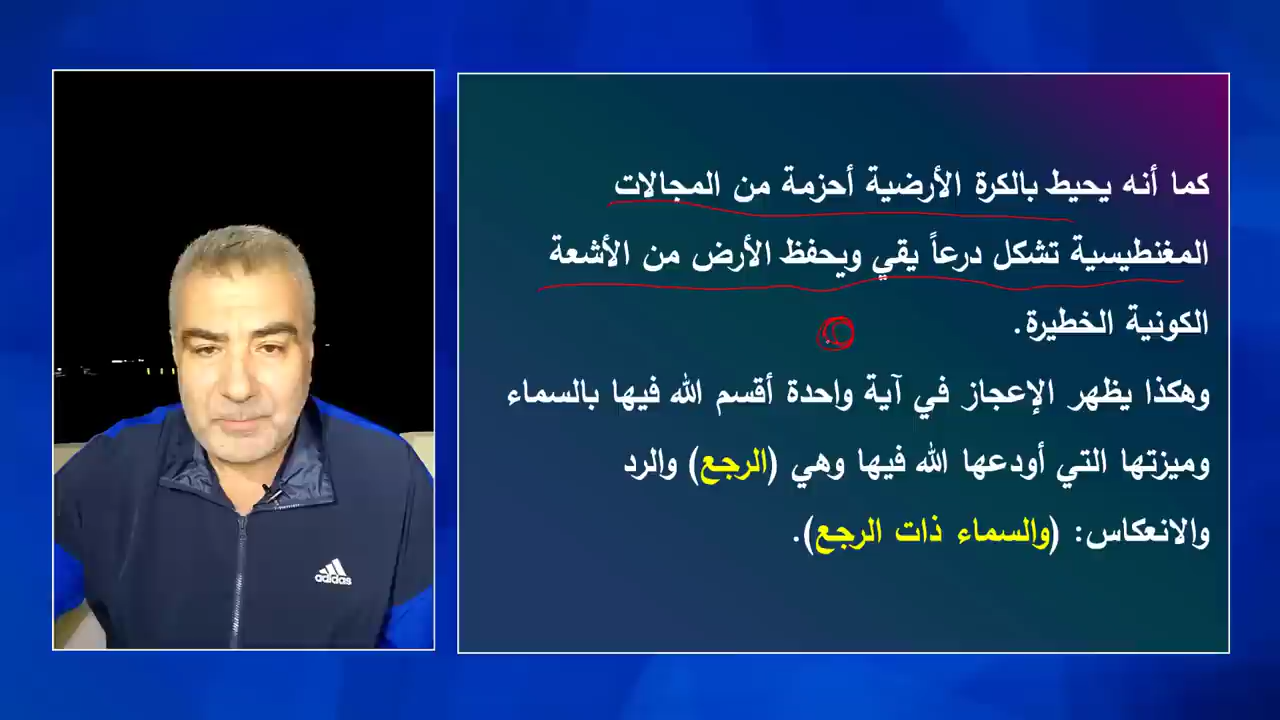 كما أنه يحيط بالكرة الأرضية أحزمة من المجالات
المغنطيسية تشكل درعاً يقي ويحفظ الأرض من الأشعة
الكونية الخطيرة.
وهكذا يظهر الإعجاز في آية واحدة أقسم الله فيها بالسماء
وميزتها التي أودعها الله فيها وهي (الرجع) والرد
والانعكاس: (والسماء ذات الرجع).
adidas